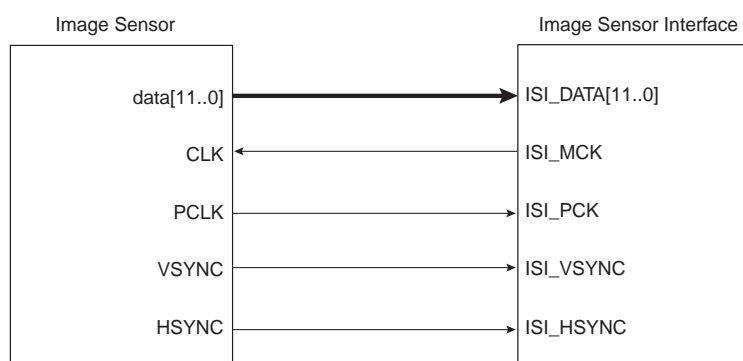 Image Sensor
Image Sensor Interface
data[11..0]
ISI_DATA[11..0]
CLK
ISI_MCK
PCLK
ISI_PCK
VSYNC
ISI_VSYNC
HSYNC
ISI_HSYNC